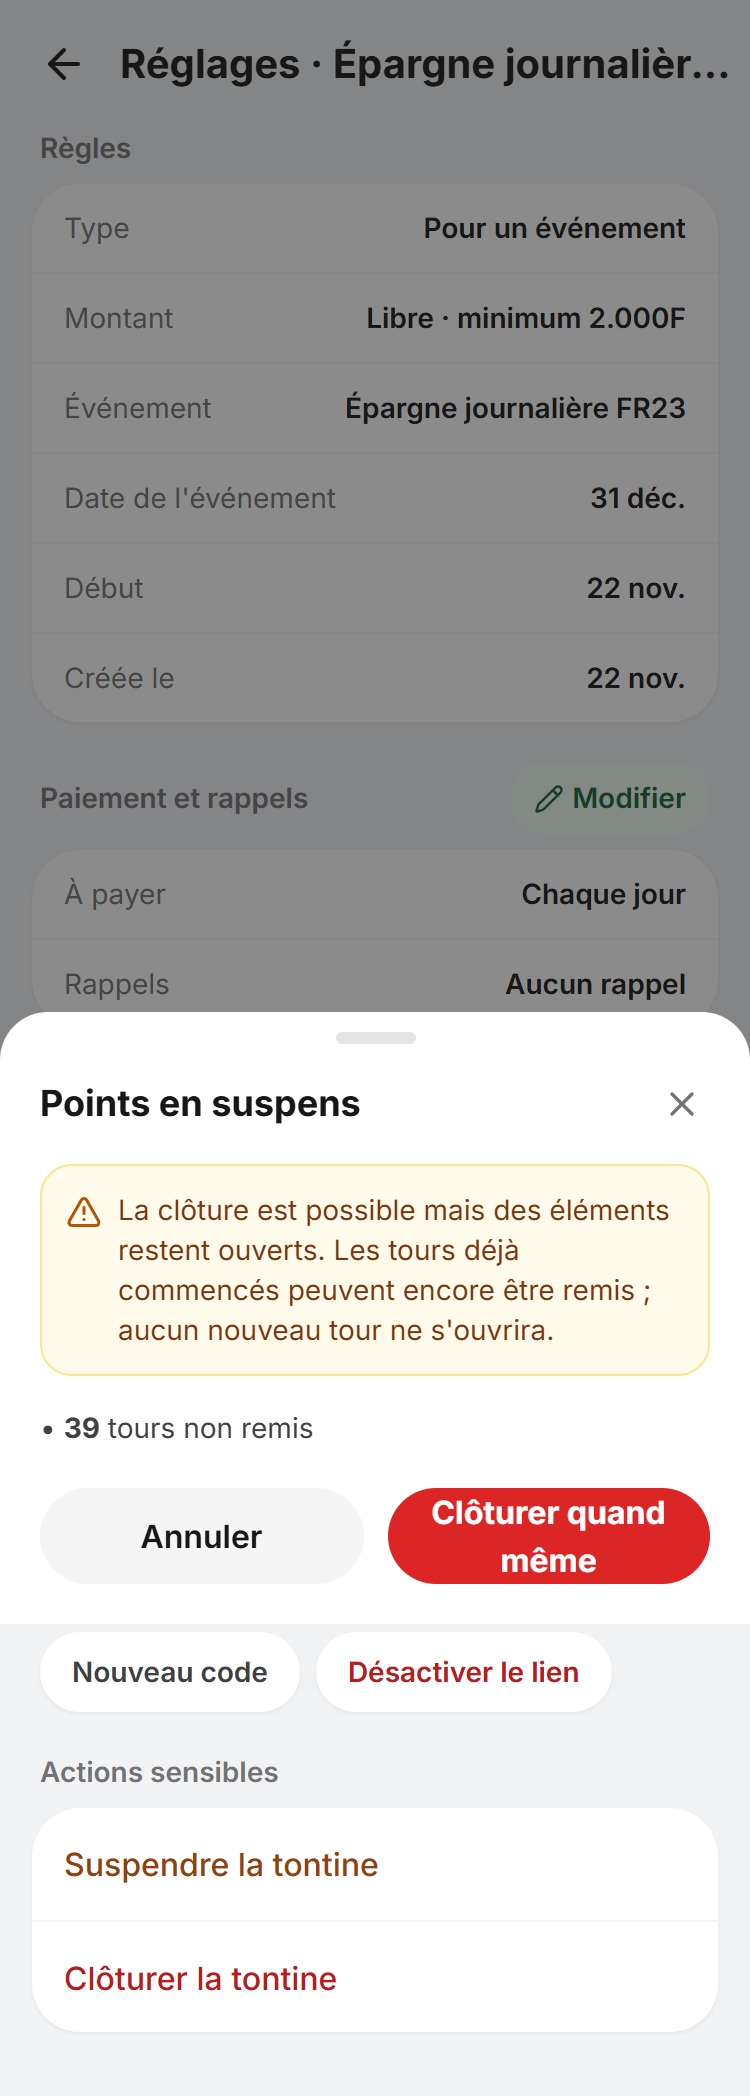 Réglages · Épargne journalièr...
Règles
Type
Pour un événement
Montant
Libre · minimum 2.000F
Événement
Épargne journalière FR23
Date de l'événement
31 déc.
Début
22 nov.
Créée le
22 nov.
Paiement et rappels
Modifier
À payer
Chaque jour
Rappels
Aucun rappel
Points en suspens
La clôture est possible mais des éléments
restent ouverts. Les tours déjà
commencés peuvent encore être remis ;
aucun nouveau tour ne s'ouvrira.
• 39 tours non remis
Annuler
Clôturer quand
même
Nouveau code
Désactiver le lien
Actions sensibles
Suspendre la tontine
Clôturer la tontine